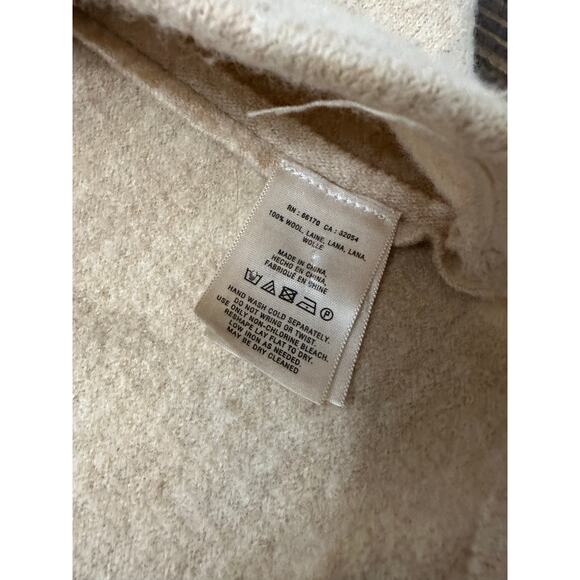 RN : 66170 CA : 32054
100% WOOL, LAINE, LANA, LANA,
WOLLE
MADE IN CHINA,
HECHO EN CHINA,
FABRIQUÉ EN CHINE
P
HAND WASH COLD SEPARATELY.
DO NOT WRING OR TWIST.
USE ONLY NON-CHLORINE BLEACH.
RESHAPE LAY FLAT TO DRY.
LOW IRON AS NEEDED.
MAY BE DRY CLEANED